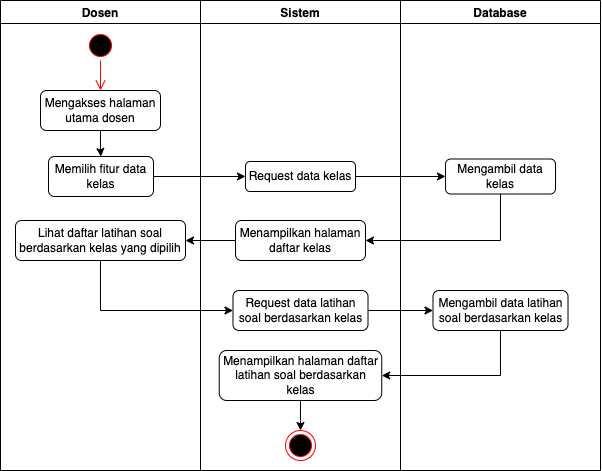 Dosen
Sistem
Database
Mengakses halaman
utama dosen
Memilih fitur data
kelas
Request data kelas
Mengambil data
kelas
Lihat daftar latihan soal
berdasarkan kelas yang dipilih
Menampilkan halaman
daftar kelas
Request data latihan
soal berdasarkan kelas
Mengambil data latihan
soal berdasarkan kelas
Menampilkan halaman daftar
latihan soal berdasarkan
kelas